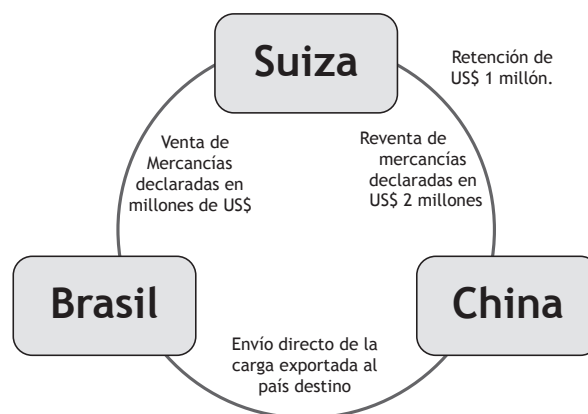 Suiza
Retención de
US$ 1 millón.
Venta de
Mercancías
declaradas en
millones de US$
Reventa de
mercancías
declaradas en
US$ 2 millones
Brasil
China
Envío directo de la
carga exportada al
país destino